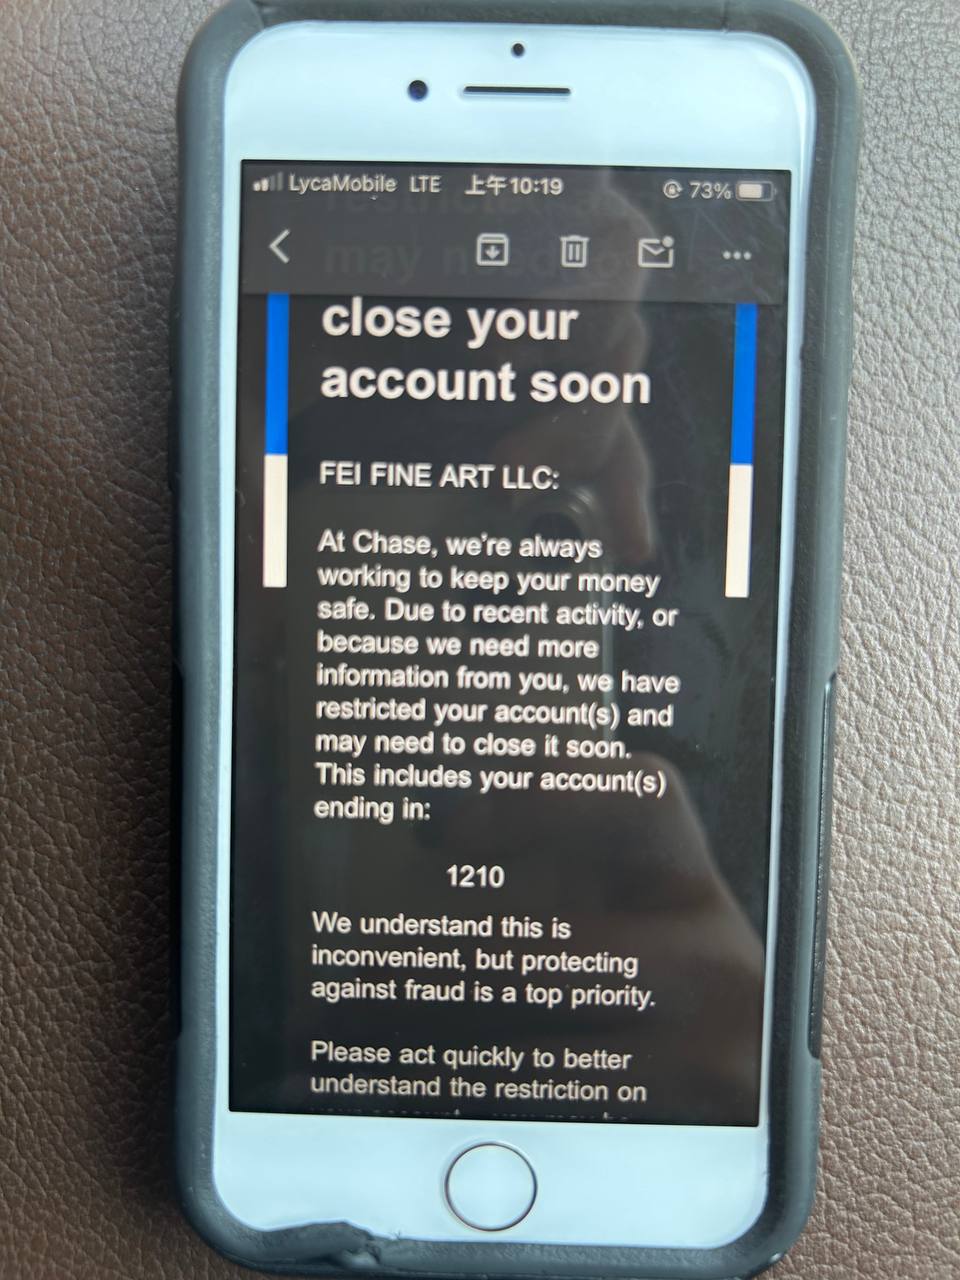 LycaMobile LTE 上午10:19 73%
may need to
close your
account soon
FEI FINE ART LLC:
At Chase, we're always
working to keep your money
safe. Due to recent activity, or
because we need more
information from you, we have
restricted your account(s) and
may need to close it soon.
This includes your account(s)
ending in:
1210
We understand this is
inconvenient, but protecting
against fraud is a top priority.
Please act quickly to better
understand the restriction on